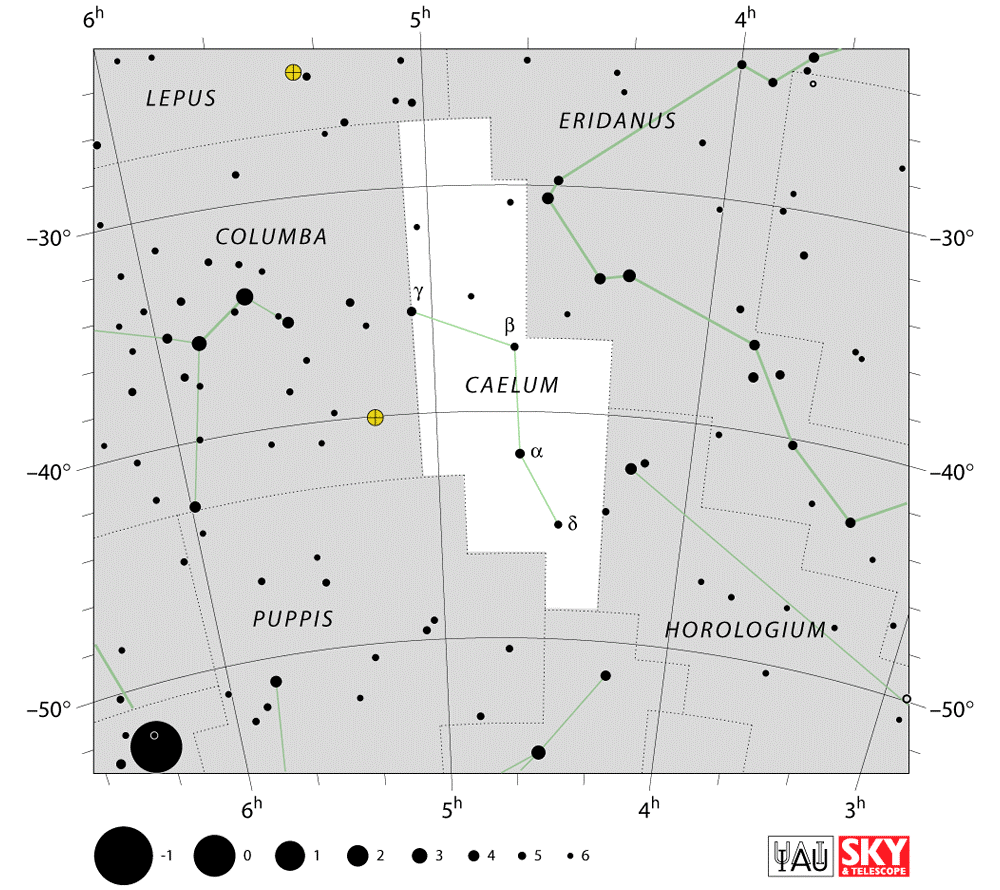 6h 5h 4h
LEPUS
ERIDANUS
–30° COLUMBA –30°
γ
β
CAELUM
α
–40° –40°
δ
PUPPIS
HOROLOGIUM
–50° –50°
6h 5h 4h 3h
-1 0 1 2 3 4 5 6
IAU
SKY
& TELESCOPE